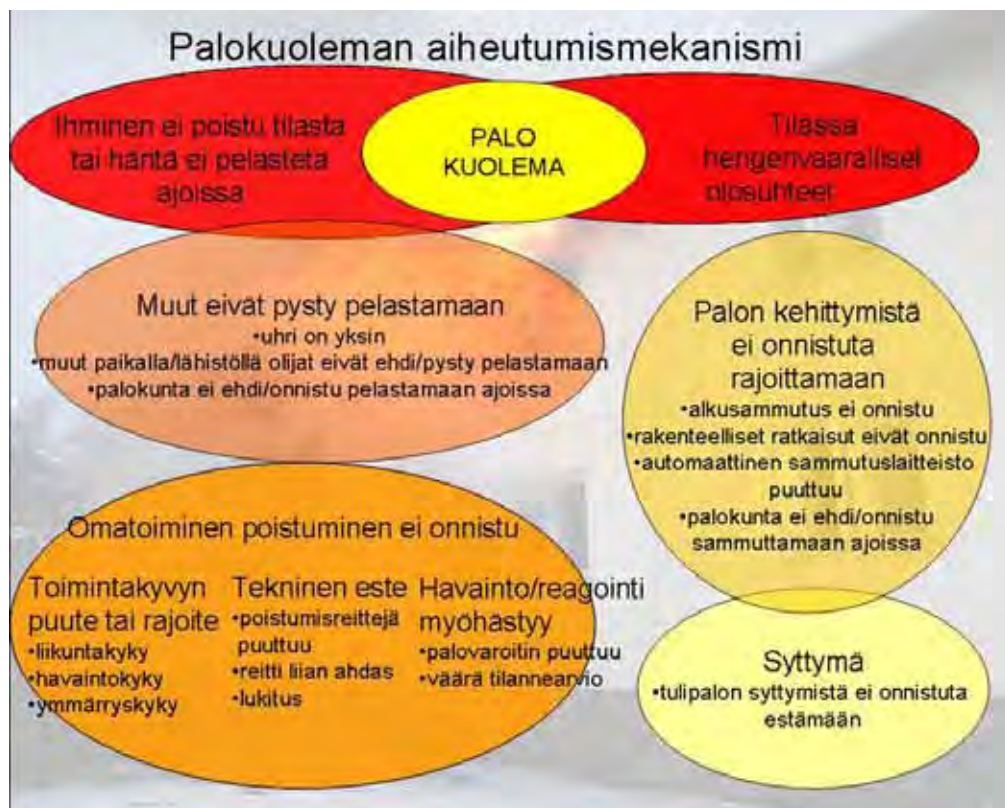 Palokuoleman aiheutumismekanismi
Ihminen ei poistu tilasta
tai häntä ei pelasteta
ajoissa
PALO
KUOLEMA
Tilassa
hengenvaaralliset
olosuhteet
Muut eivät pysty pelastamaan
•uhri on yksin
•muut paikalla/lähistöllä olijat eivät ehdi/pysty pelastamaan
•palokunta ei ehdi/onnistu pelastamaan ajoissa
Palon kehittymistä
ei onnistuta
rajoittamaan
•alkusammutus ei onnistu
•rakenteelliset ratkaisut eivät onnistu
•automaattinen sammutuslaitteisto
puuttuu
•palokunta ei ehdi/onnistu
sammuttamaan ajoissa
Omatoiminen poistuminen ei onnistu
Toimintakyvyn
puute tai rajoite
•liikuntakyky
•havaintokyky
•ymmärryskyky
Tekninen este
•poistumisreittejä
puuttuu
•reitti liian ahdas
•lukitus
Havainto/reagointi
myöhästyy
•palovaroitin puuttuu
•väärä tilannearvio
Syttymä
•tulipalon syttymistä ei onnistuta
estämään